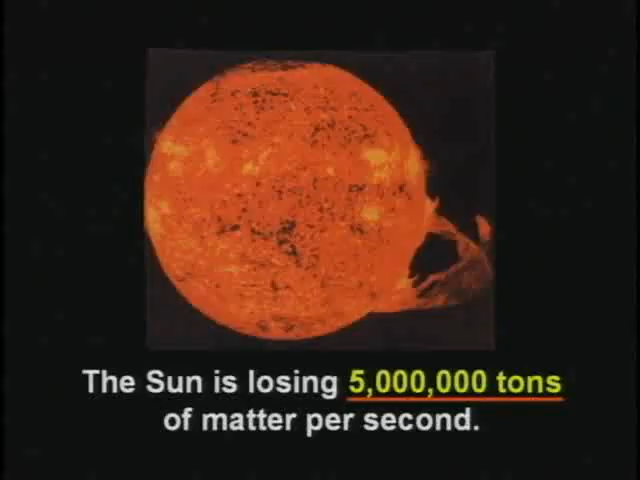 The Sun is losing 5,000,000 tons
of matter per second.